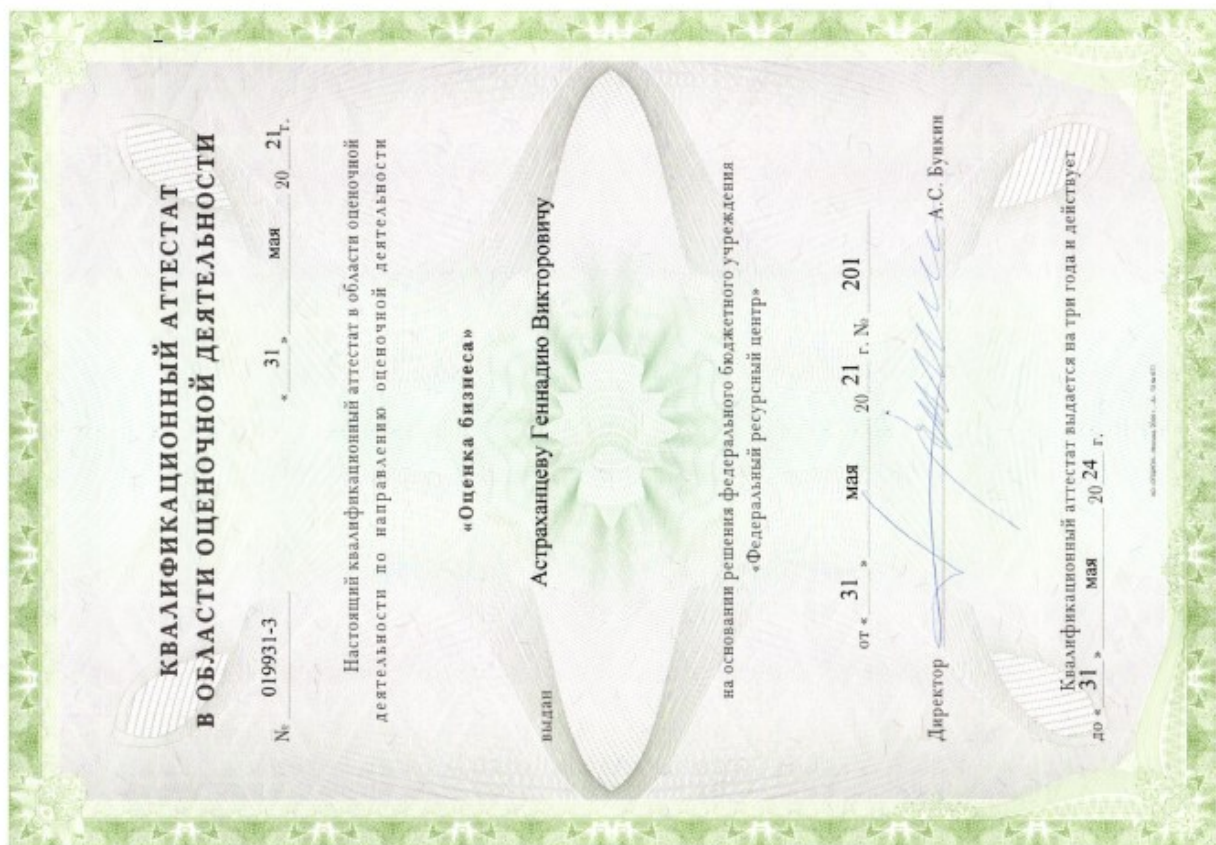 КВАЛИФИКАЦИОННЫЙ АТТЕСТАТ
В ОБЛАСТИ ОЦЕНОЧНОЙ ДЕЯТЕЛЬНОСТИ
№ 019931-3 « 31 » мая 20 21 г.
Настоящий квалификационный аттестат в области оценочной
деятельности по направлению оценочной деятельности
«Оценка бизнеса»
выдан Астраханцеву Геннадию Викторовичу
на основании решения федерального бюджетного учреждения
«Федеральный ресурсный центр»
от « 31 » мая 20 21 г. № 201
Директор А.С. Бункин
Квалификационный аттестат выдается на три года и действует
до « 31 » мая 20 24 г.